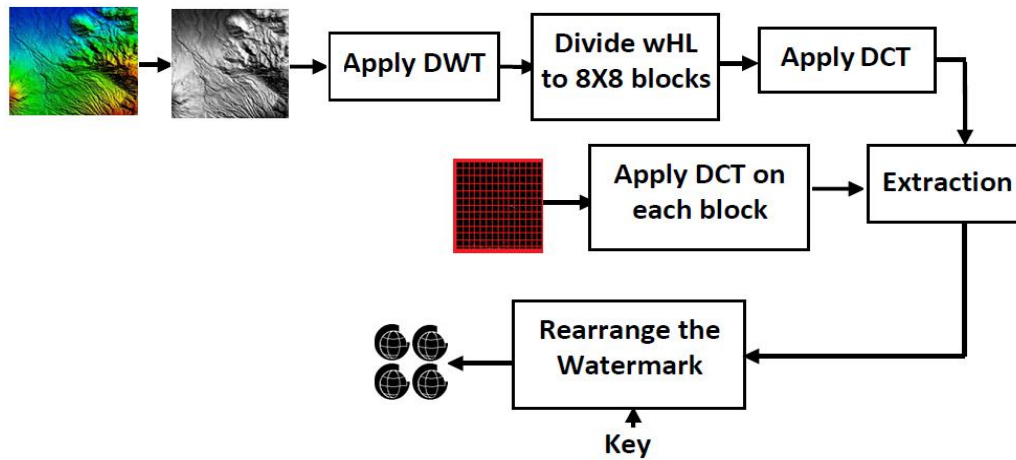 Apply DWT
Divide wHL
to 8X8 blocks
Apply DCT
Apply DCT on
each block
Extraction
Rearrange the
Watermark
Key